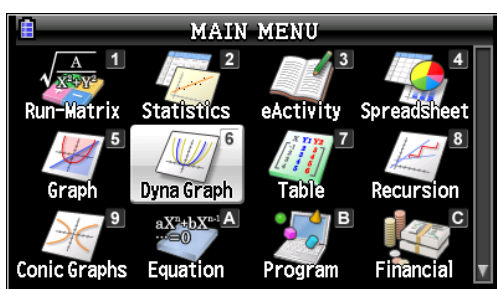 MAIN MENU
1 2 3 4
Run-Matrix Statistics eActivity Spreadsheet
5 6 7 8
Graph Dyna Graph Table Recursion
9 A B C
Conic Graphs Equation Program Financial